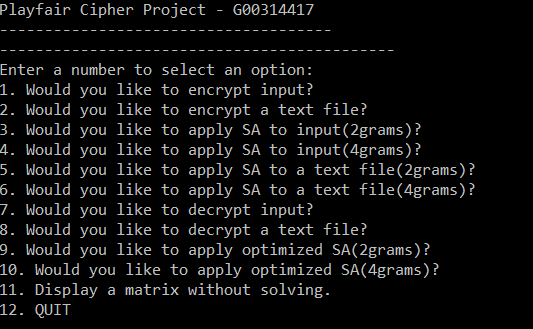 Playfair Cipher Project - G00314417
-------------------------------------
--------------------------------------------
Enter a number to select an option:
1. Would you like to encrypt input?
2. Would you like to encrypt a text file?
3. Would you like to apply SA to input(2grams)?
4. Would you like to apply SA to input(4grams)?
5. Would you like to apply SA to a text file(2grams)?
6. Would you like to apply SA to a text file(4grams)?
7. Would you like to decrypt input?
8. Would you like to decrypt a text file?
9. Would you like to apply optimized SA(2grams)?
10. Would you like to apply optimized SA(4grams)?
11. Display a matrix without solving.
12. QUIT